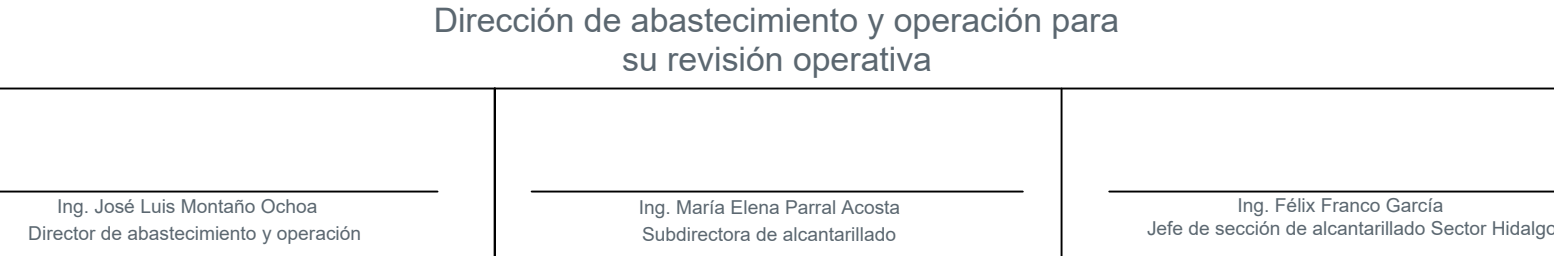 Dirección de abastecimiento y operación para
su revisión operativa
Ing. José Luis Montaño Ochoa
Director de abastecimiento y operación
Ing. María Elena Parral Acosta
Subdirectora de alcantarillado
Ing. Félix Franco García
Jefe de sección de alcantarillado Sector Hidalgo